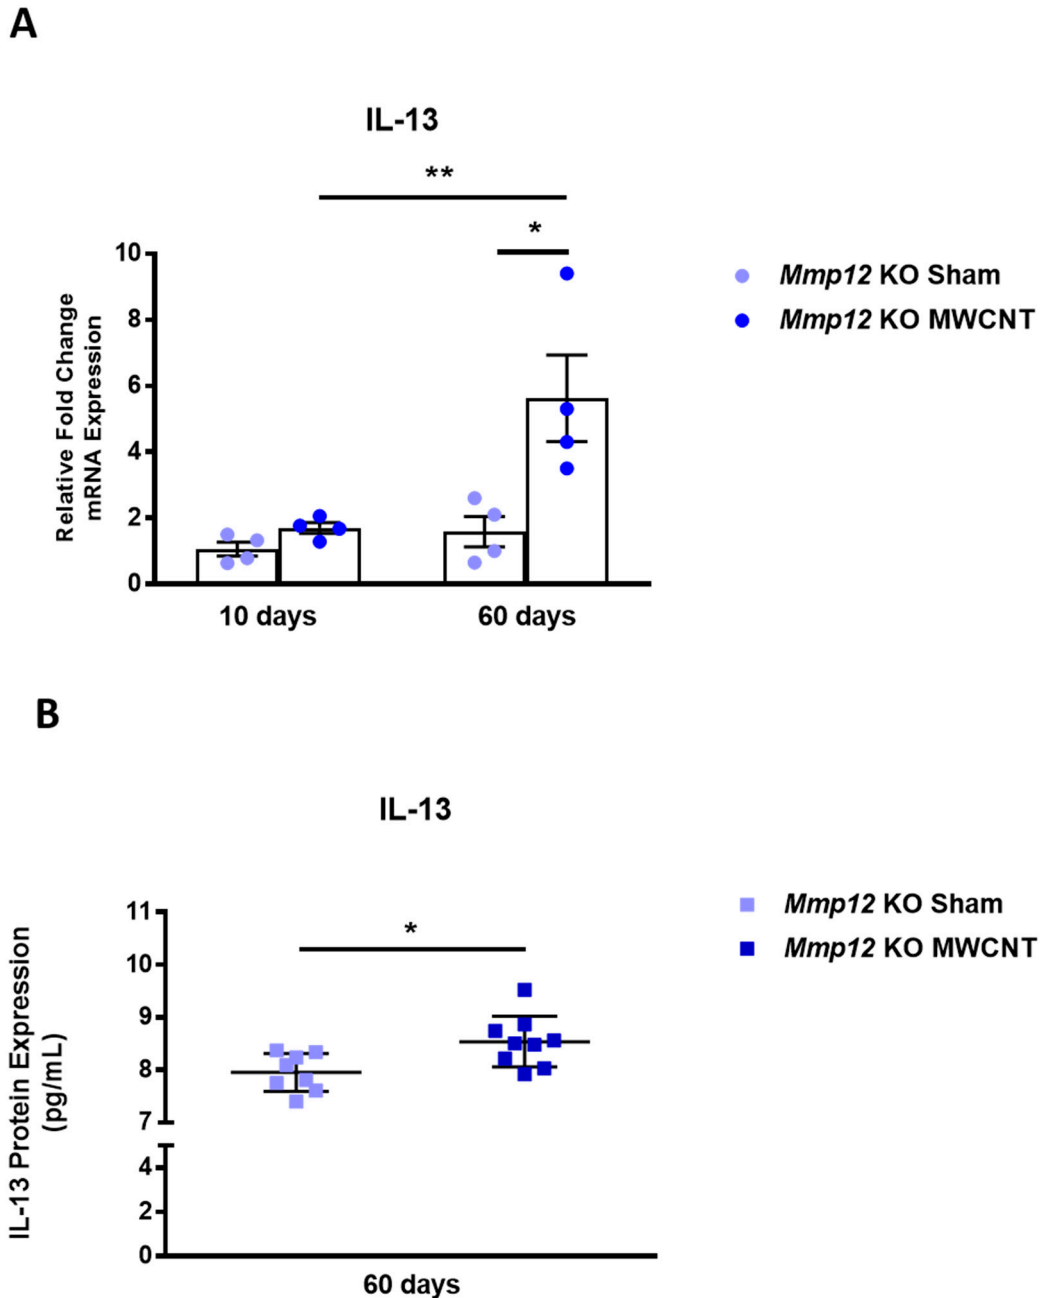 A
IL-13
**
*
10
8
6
4
2
0
Relative Fold Change
mRNA Expression
10 days
60 days
Mmp12 KO Sham
Mmp12 KO MWCNT
B
IL-13
*
11
10
9
8
7
4
2
0
IL-13 Protein Expression
(pg/mL)
60 days
Mmp12 KO Sham
Mmp12 KO MWCNT